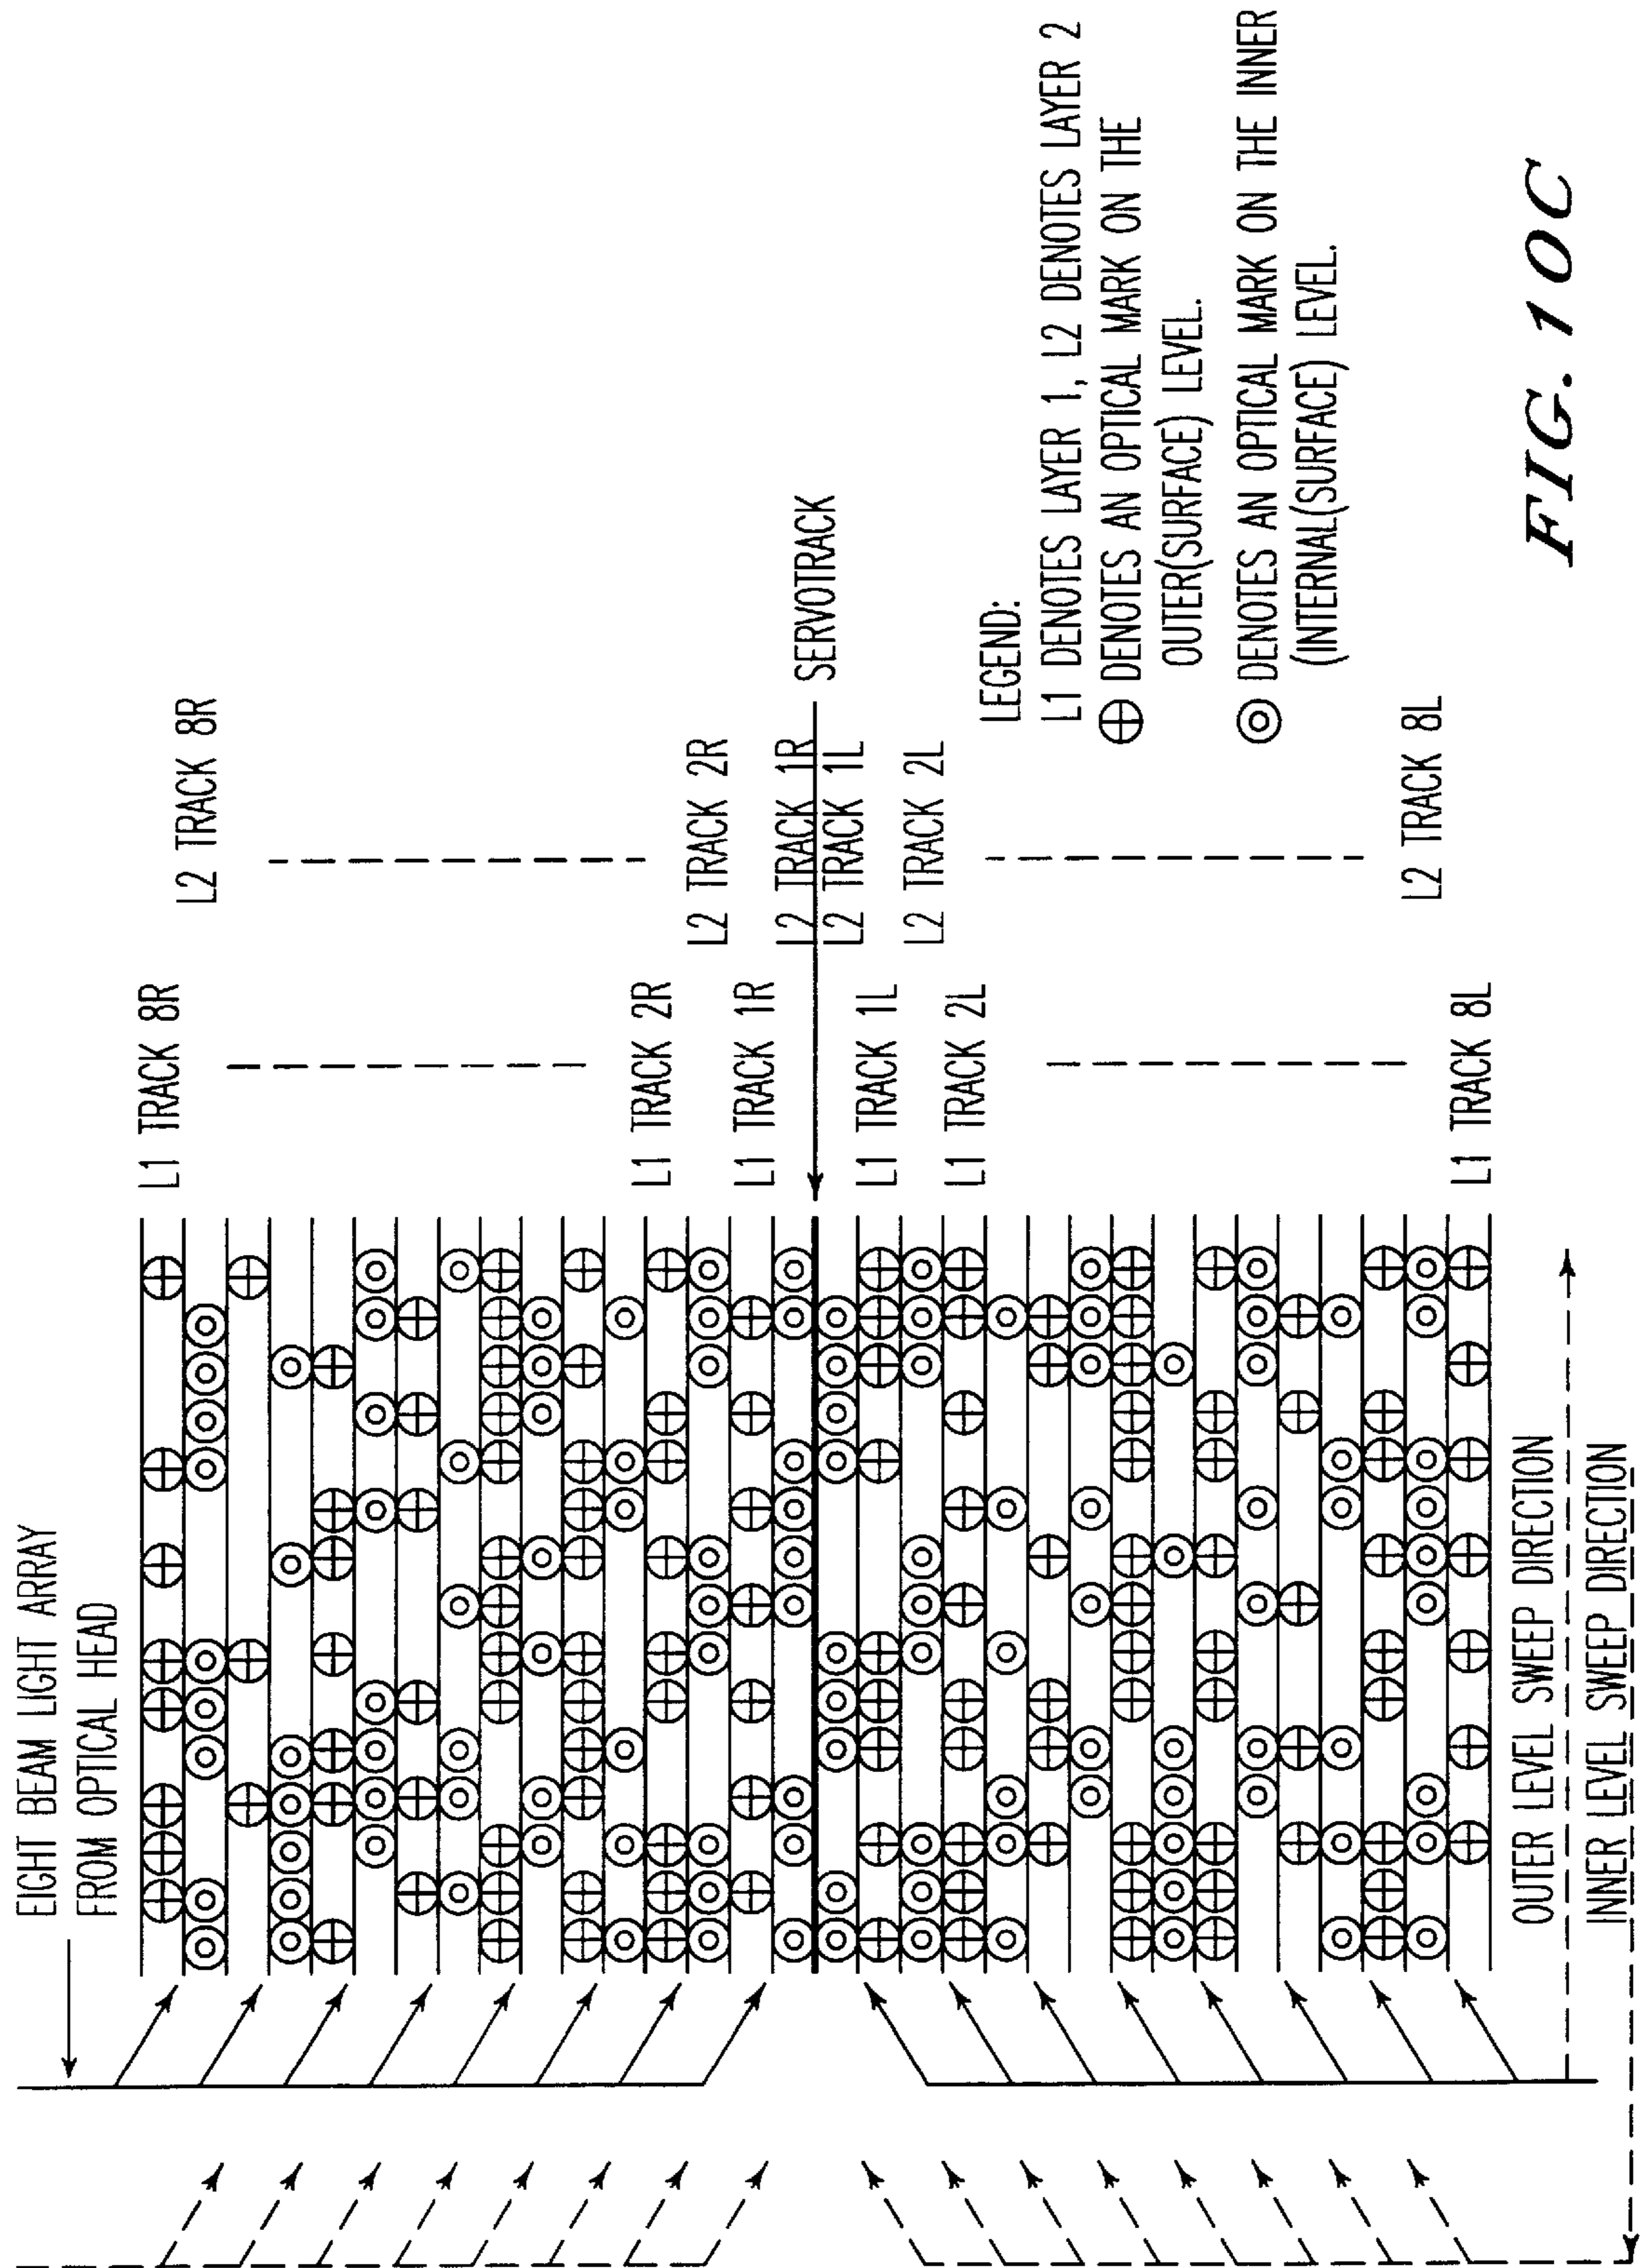 EIGHT BEAM LIGHT ARRAY
FROM OPTICAL HEAD
L1 TRACK 8R
L2 TRACK 8R
L1 TRACK 2R
L2 TRACK 2R
L1 TRACK 1R
L2 TRACK 1R
SERVOTRACK
L2 TRACK 1L
L1 TRACK 1L
L2 TRACK 2L
L1 TRACK 2L
L2 TRACK 8L
L1 TRACK 8L
LEGEND:
L1 DENOTES LAYER 1, L2 DENOTES LAYER 2
DENOTES AN OPTICAL MARK ON THE
OUTER(SURFACE) LEVEL.
DENOTES AN OPTICAL MARK ON THE INNER
(INTERNAL(SURFACE) LEVEL.
OUTER LEVEL SWEEP DIRECTION
INNER LEVEL SWEEP DIRECTION
FIG. 10C